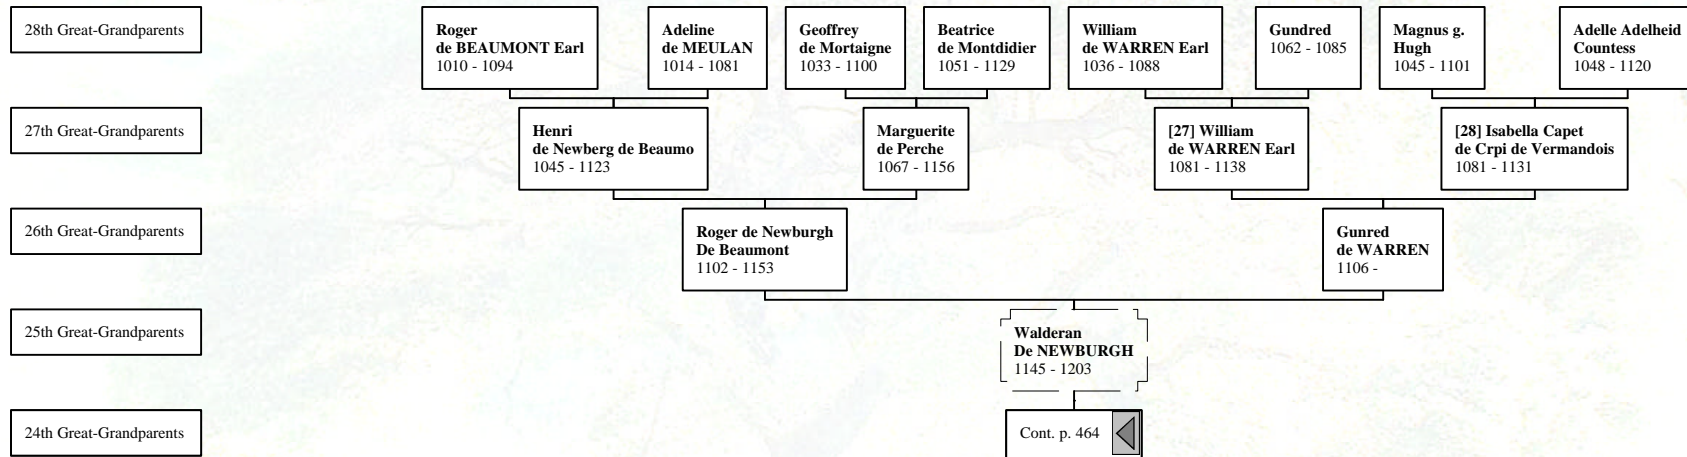 28th Great-Grandparents
Roger
de BEAUMONT Earl
1010 - 1094
Adeline
de MEULAN
1014 - 1081
Geoffrey
de Mortaigne
1033 - 1100
Beatrice
de Montdidier
1051 - 1129
William
de WARREN Earl
1036 - 1088
Gundred
1062 - 1085
Magnus g.
Hugh
1045 - 1101
Adelle Adelheid
Countess
1048 - 1120
27th Great-Grandparents
Henri
de Newberg de Beaumo
1045 - 1123
Marguerite
de Perche
1067 - 1156
[27] William
de WARREN Earl
1081 - 1138
[28] Isabella Capet
de Crpi de Vermandois
1081 - 1131
26th Great-Grandparents
Roger de Newburgh
De Beaumont
1102 - 1153
Gunred
de WARREN
1106 -
25th Great-Grandparents
Walderan
De NEWBURGH
1145 - 1203
24th Great-Grandparents
Cont. p. 464